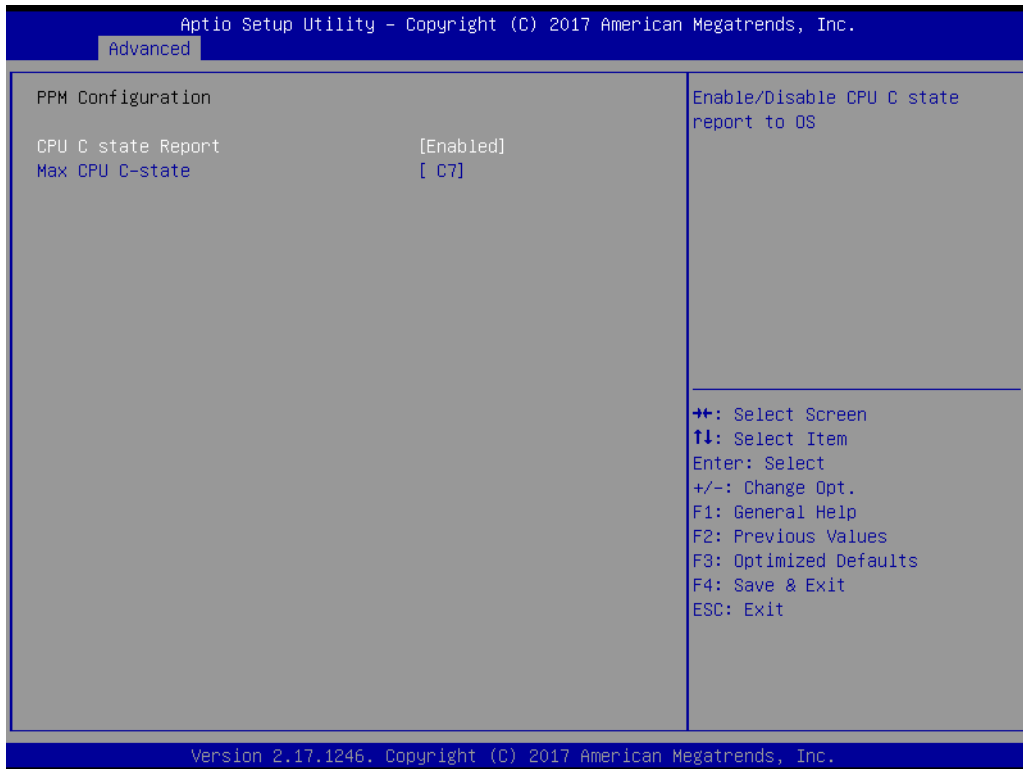 Aptio Setup Utility – Copyright (C) 2017 American Megatrends, Inc.
Advanced
PPM Configuration
CPU C state Report [Enabled]
Max CPU C-state [ C7]
Enable/Disable CPU C state
report to OS
→←: Select Screen
↑↓: Select Item
Enter: Select
+/-: Change Opt.
F1: General Help
F2: Previous Values
F3: Optimized Defaults
F4: Save & Exit
ESC: Exit
Version 2.17.1246. Copyright (C) 2017 American Megatrends, Inc.